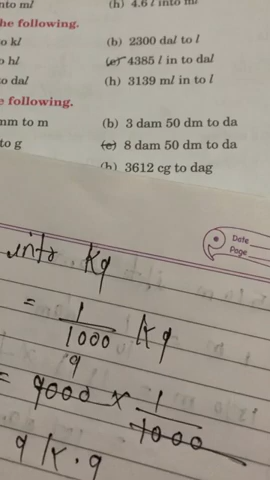 nto ml (h) 4.6 l into ml
he following.
o kl (b) 2300 dal to l
o hl (e) 4385 l in to dal
o dal (h) 3139 ml in to l
e following.
mm to m (b) 3 dam 50 dm to da
to g (e) 8 dam 50 dm to da
(h) 3612 cg to dag
Date
Page
into Kg
= 1/1000 Kg
9
= 9000 × 1/1000
9 K.g